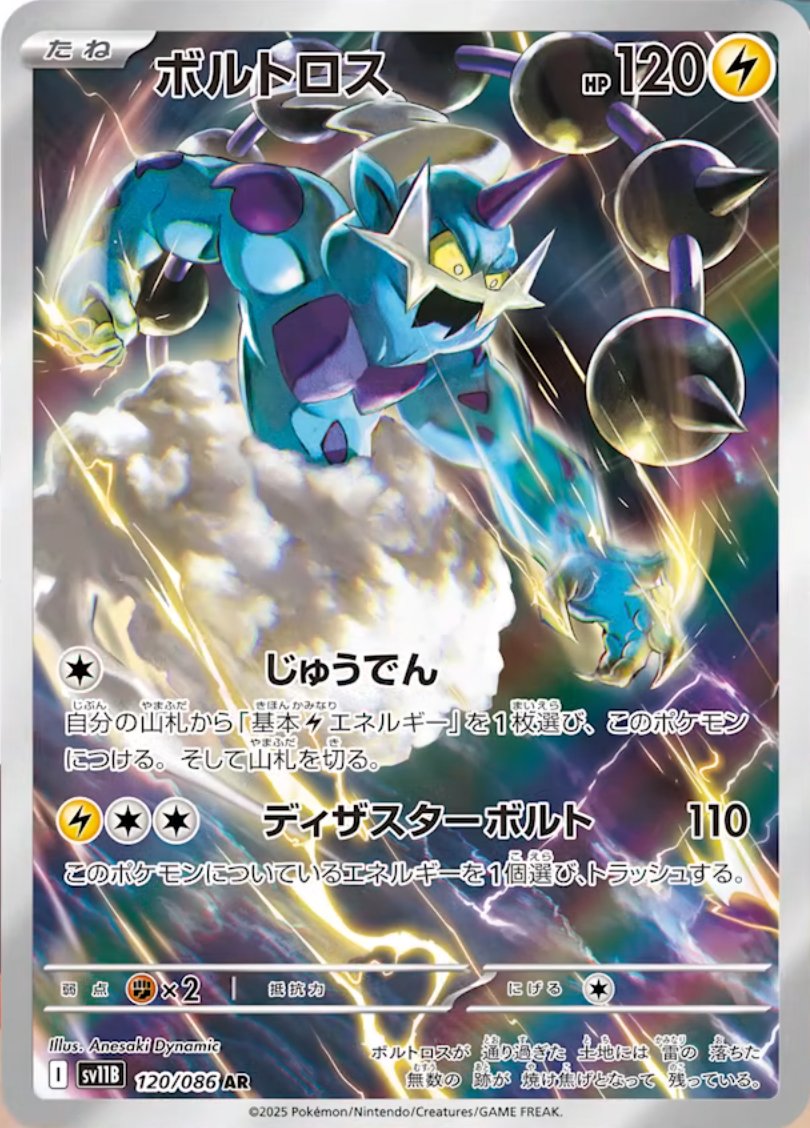 たね ボルトロス HP 120
じゅうでん
自分の山札から「基本エネルギー」を1枚選び、このポケモン
につける。そして山札を切る。
ディザスターボルト 110
このポケモンについているエネルギーを1個選び、トラッシュする。
弱点 ×2 抵抗力 にげる
Illus. Anesaki Dynamic
ボルトロスが 通り過ぎた 土地には 雷の 落ちた
I sv11B 120/086 AR
無数の 跡が 焼け焦げとなって 残っている。
©2025 Pokémon/Nintendo/Creatures/GAME FREAK.